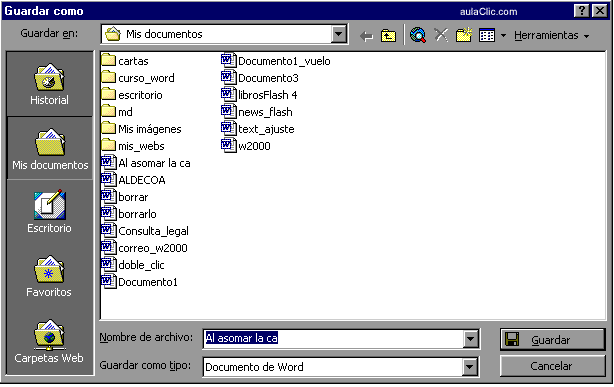 Guardar como
aulaClic.com
Guardar en:
Mis documentos
Herramientas
Historial
Mis documentos
Escritorio
Favoritos
Carpetas Web
cartas
curso_word
escritorio
md
Mis imágenes
mis_webs
Al asomar la ca
ALDECOA
borrar
borrarlo
Consulta_legal
correo_w2000
doble_clic
Documento1
Documento1_vuelo
Documento3
librosFlash 4
news_flash
text_ajuste
w2000
Nombre de archivo:
Al asomar la ca
Guardar
Guardar como tipo:
Documento de Word
Cancelar